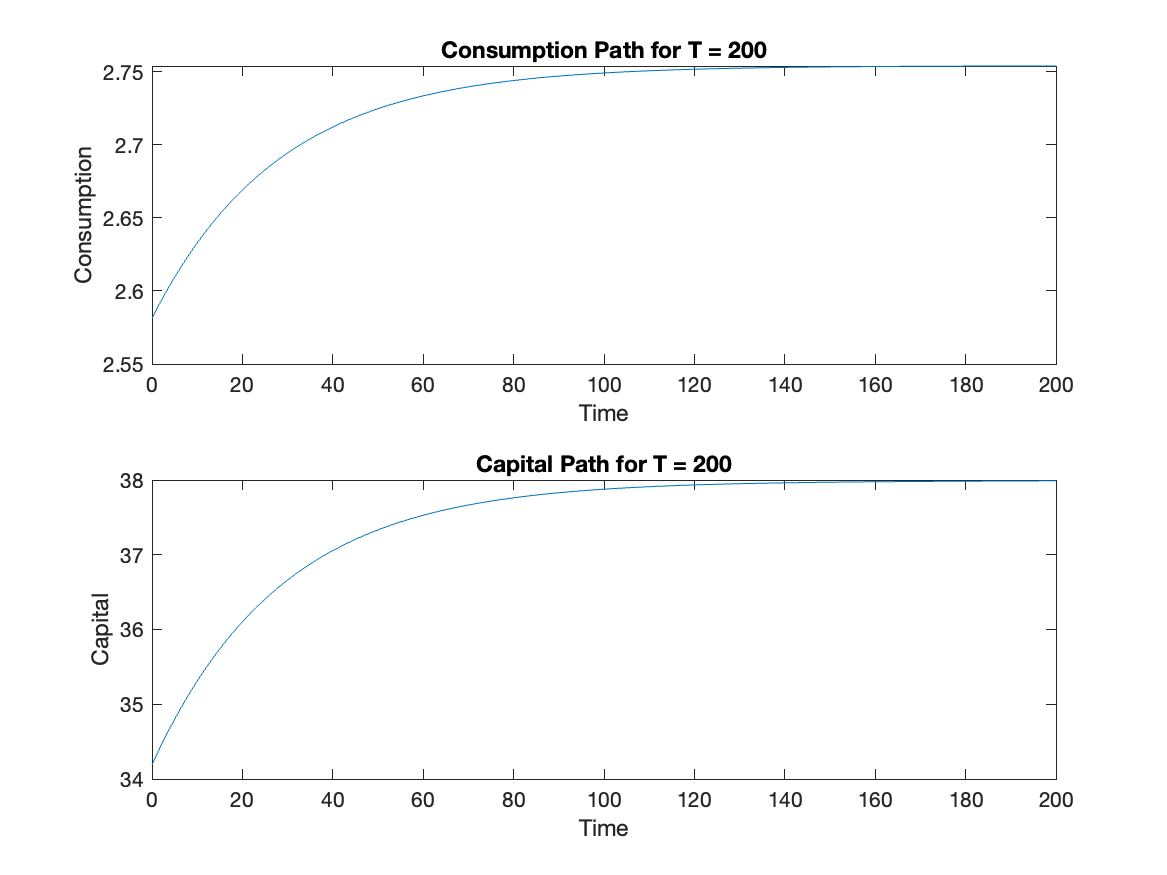 Consumption Path for T = 200
2.75
2.7
2.65
2.6
2.55
Consumption
0 20 40 60 80 100 120 140 160 180 200
Time
Capital Path for T = 200
38
37
36
35
34
Capital
0 20 40 60 80 100 120 140 160 180 200
Time